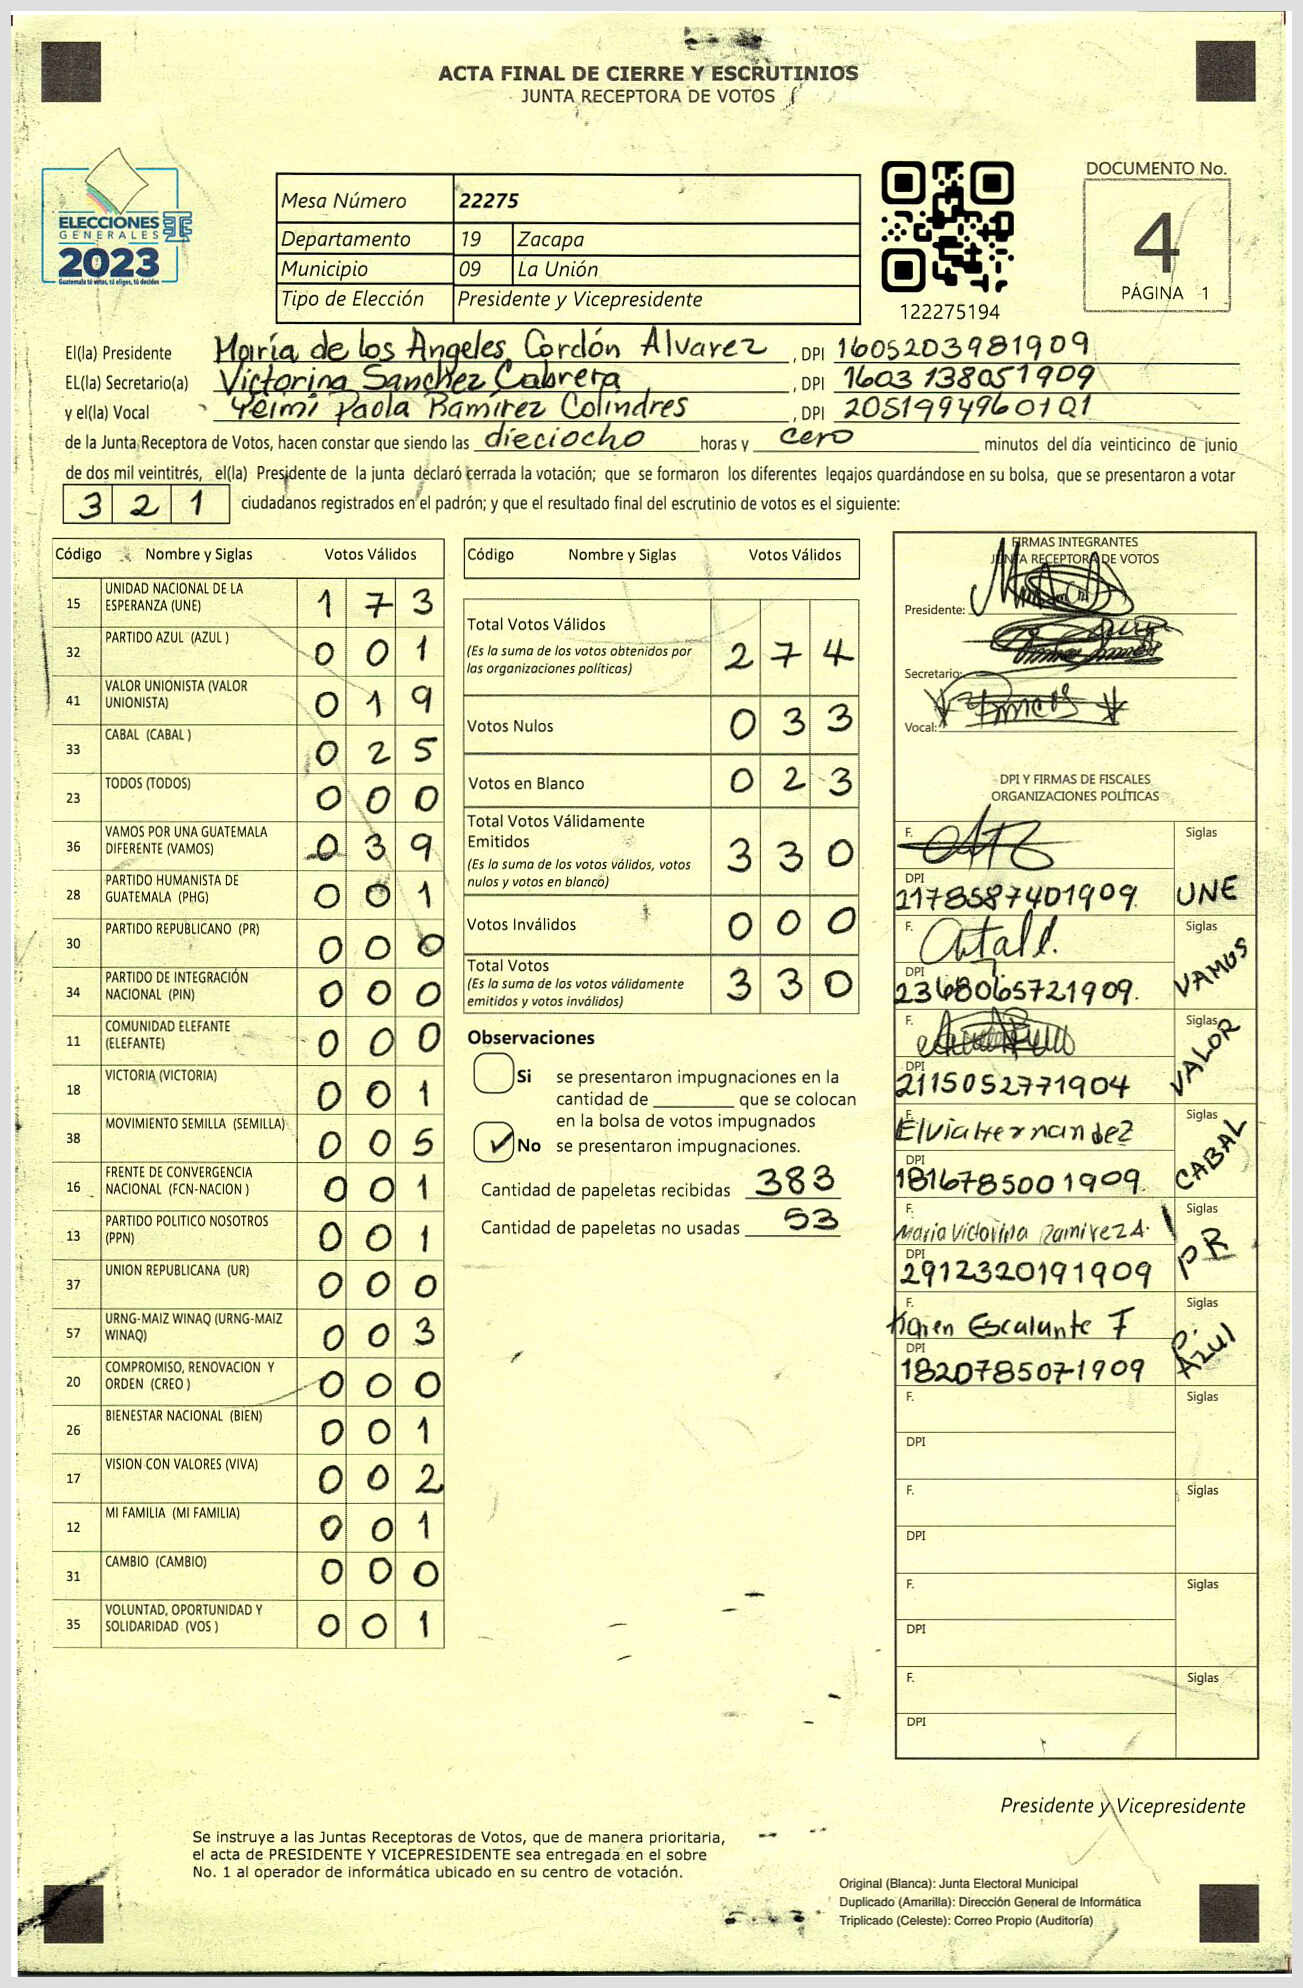 ACTA FINAL DE CIERRE Y ESCRUTINIOS
JUNTA RECEPTORA DE VOTOS
ELECCIONES
GENERALES
TSE
2023
Guatemala tú votas, tú eliges, tú decides
Mesa Número 22275
Departamento 19 Zacapa
Municipio 09 La Unión
Tipo de Elección Presidente y Vicepresidente
122275194
DOCUMENTO No.
4
PÁGINA 1
El(la) Presidente María de los Angeles Cordón Alvarez, DPI 1605203981909
EL(la) Secretario(a) Victorina Sanchez Cabrera, DPI 1603 138051909
y el(la) Vocal Yeimi Paola Ramírez Colindres, DPI 2051994960101
de la Junta Receptora de Votos, hacen constar que siendo las dieciocho horas y cero minutos del día veinticinco de junio
de dos mil veintitrés, el(la) Presidente de la junta declaró cerrada la votación; que se formaron los diferentes legajos guardándose en su bolsa, que se presentaron a votar
3 2 1 ciudadanos registrados en el padrón; y que el resultado final del escrutinio de votos es el siguiente:
Código Nombre y Siglas Votos Válidos
15 UNIDAD NACIONAL DE LA ESPERANZA (UNE) 1 7 3
32 PARTIDO AZUL (AZUL ) 0 0 1
41 VALOR UNIONISTA (VALOR UNIONISTA) 0 1 9
33 CABAL (CABAL ) 0 2 5
23 TODOS (TODOS) 0 0 0
36 VAMOS POR UNA GUATEMALA DIFERENTE (VAMOS) 0 3 9
28 PARTIDO HUMANISTA DE GUATEMALA (PHG) 0 0 1
30 PARTIDO REPUBLICANO (PR) 0 0 0
34 PARTIDO DE INTEGRACIÓN NACIONAL (PIN) 0 0 0
11 COMUNIDAD ELEFANTE (ELEFANTE) 0 0 0
18 VICTORIA (VICTORIA) 0 0 1
38 MOVIMIENTO SEMILLA (SEMILLA) 0 0 5
16 FRENTE DE CONVERGENCIA NACIONAL (FCN-NACION ) 0 0 1
13 PARTIDO POLITICO NOSOTROS (PPN) 0 0 1
37 UNION REPUBLICANA (UR) 0 0 0
57 URNG-MAIZ WINAQ (URNG-MAIZ WINAQ) 0 0 3
20 COMPROMISO, RENOVACION Y ORDEN (CREO ) 0 0 0
26 BIENESTAR NACIONAL (BIEN) 0 0 1
17 VISION CON VALORES (VIVA) 0 0 2
12 MI FAMILIA (MI FAMILIA) 0 0 1
31 CAMBIO (CAMBIO) 0 0 0
35 VOLUNTAD, OPORTUNIDAD Y SOLIDARIDAD (VOS ) 0 0 1
Código Nombre y Siglas Votos Válidos
Total Votos Válidos 2 7 4
(Es la suma de los votos obtenidos por
las organizaciones políticas)
Votos Nulos 0 3 3
Votos en Blanco 0 2 3
Total Votos Válidamente
Emitidos 3 3 0
(Es la suma de los votos válidos, votos
nulos y votos en blanco)
Votos Inválidos 0 0 0
Total Votos 3 3 0
(Es la suma de los votos válidamente
emitidos y votos inválidos)
Observaciones
Si se presentaron impugnaciones en la
cantidad de ________ que se colocan
en la bolsa de votos impugnados
✓ No se presentaron impugnaciones.
Cantidad de papeletas recibidas 383
Cantidad de papeletas no usadas 53
FIRMAS INTEGRANTES
JUNTA RECEPTORA DE VOTOS
Presidente:
Secretario:
Vocal:
DPI Y FIRMAS DE FISCALES
ORGANIZACIONES POLÍTICAS
F. Siglas
DPI
2178587401909 UNE
F. Siglas
DPI
2368065721909. VAMOS
F. Siglas
DPI
2115052771904 VALOR
F. Elvia Hernandez Siglas
DPI
1816785001909 CABAL
F. Maria Victorina Ramirez A. Siglas
DPI
2912320191909 PR
F. Karen Escalante F Siglas
DPI
1820785071909 Azul
F. Siglas
DPI
F. Siglas
DPI
F. Siglas
DPI
F. Siglas
DPI
Presidente y Vicepresidente
Se instruye a las Juntas Receptoras de Votos, que de manera prioritaria,
el acta de PRESIDENTE Y VICEPRESIDENTE sea entregada en el sobre
No. 1 al operador de informática ubicado en su centro de votación.
Original (Blanca): Junta Electoral Municipal
Duplicado (Amarilla): Dirección General de Informática
Triplicado (Celeste): Correo Propio (Auditoría)